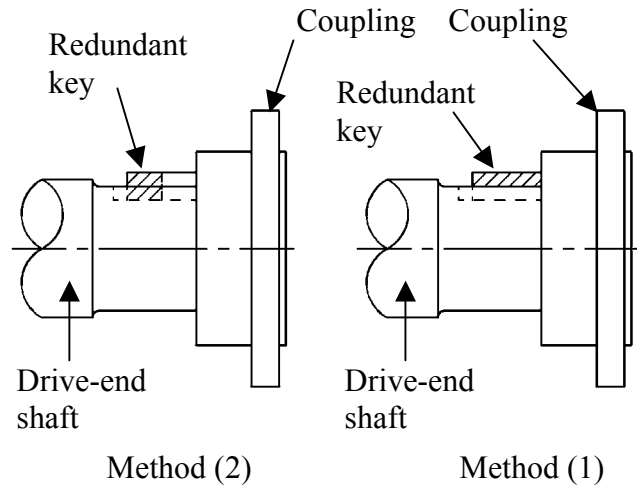 Redundant
key
Coupling
Drive-end
shaft
Method (2)
Coupling
Redundant
key
Drive-end
shaft
Method (1)